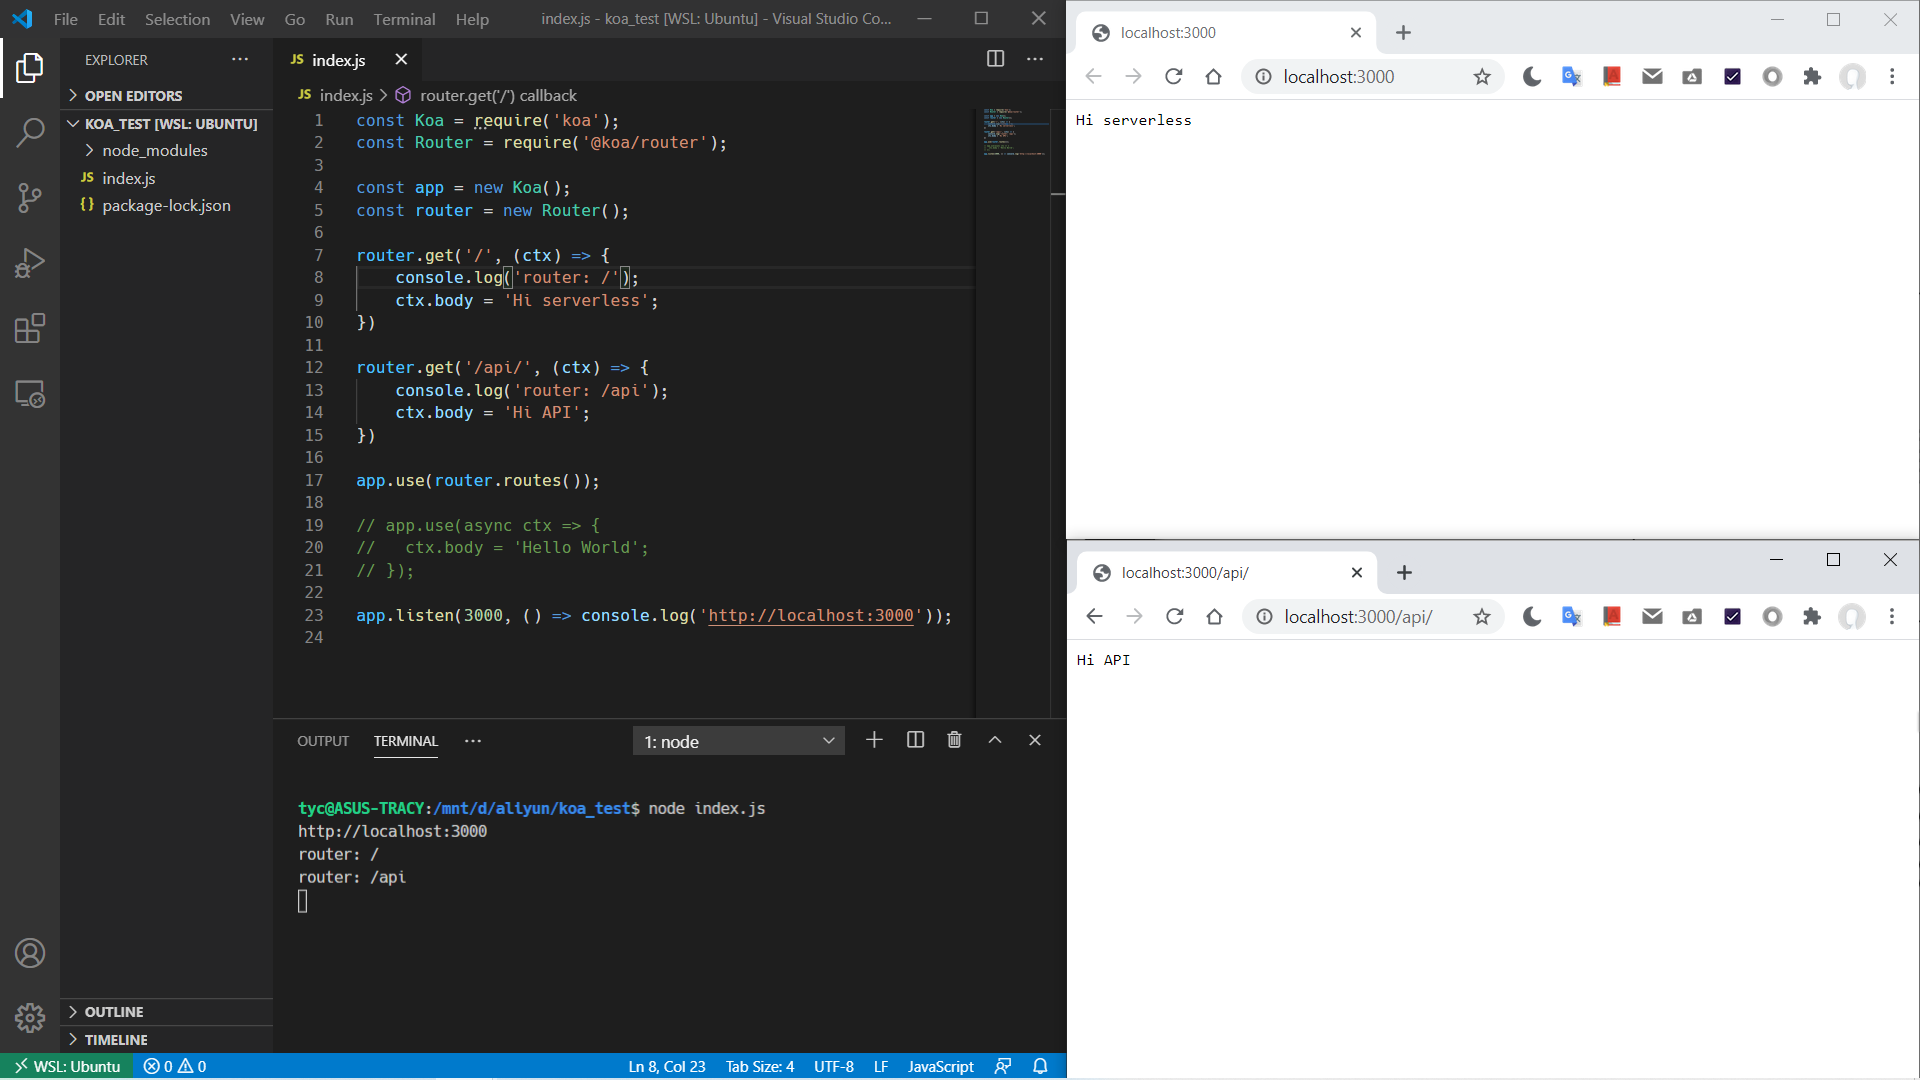 File Edit Selection View Go Run Terminal Help index.js - koa_test [WSL: Ubuntu] - Visual Studio Co...
EXPLORER ...
OPEN EDITORS
KOA_TEST [WSL: UBUNTU]
node_modules
JS index.js
{} package-lock.json
OUTLINE
TIMELINE
JS index.js
JS index.js > router.get('/') callback
1 const Koa = require('koa');
2 const Router = require('@koa/router');
3
4 const app = new Koa();
5 const router = new Router();
6
7 router.get('/', (ctx) => {
8     console.log('router: /');
9     ctx.body = 'Hi serverless';
10 })
11
12 router.get('/api/', (ctx) => {
13     console.log('router: /api');
14     ctx.body = 'Hi API';
15 })
16
17 app.use(router.routes());
18
19 // app.use(async ctx => {
20 //   ctx.body = 'Hello World';
21 // });
22
23 app.listen(3000, () => console.log('http://localhost:3000'));
24
OUTPUT TERMINAL ... 1: node
tyc@ASUS-TRACY:/mnt/d/aliyun/koa_test$ node index.js
http://localhost:3000
router: /
router: /api
WSL: Ubuntu 0 0 Ln 8, Col 23 Tab Size: 4 UTF-8 LF JavaScript
localhost:3000
localhost:3000
Hi serverless
localhost:3000/api/
localhost:3000/api/
Hi API